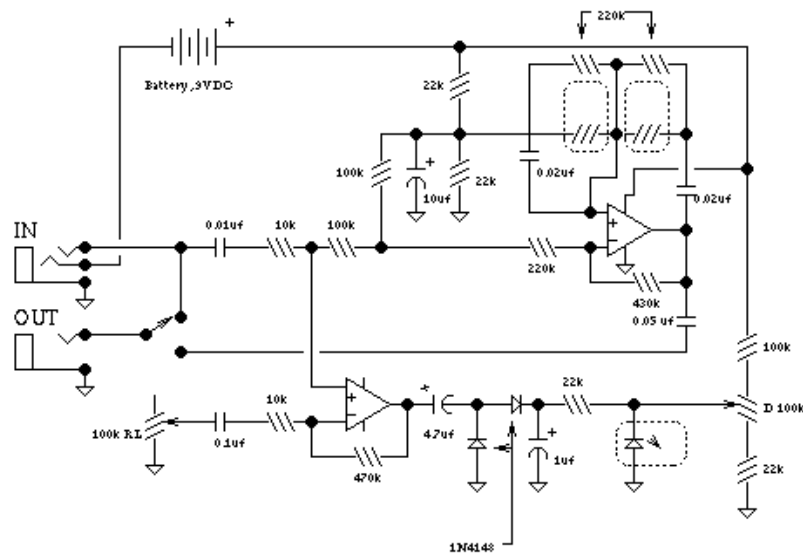 220k
+
Battery, 9VDC
22k
100k
+
10uf
22k
0.02uf
0.02uf
IN
0.01uf
10k
100k
220k
+
−
430k
OUT
0.05 uf
100k
10k
+
−
+
4.7uf
22k
D 100k
100k RL
0.1uf
470k
+
1uf
22k
1N4148